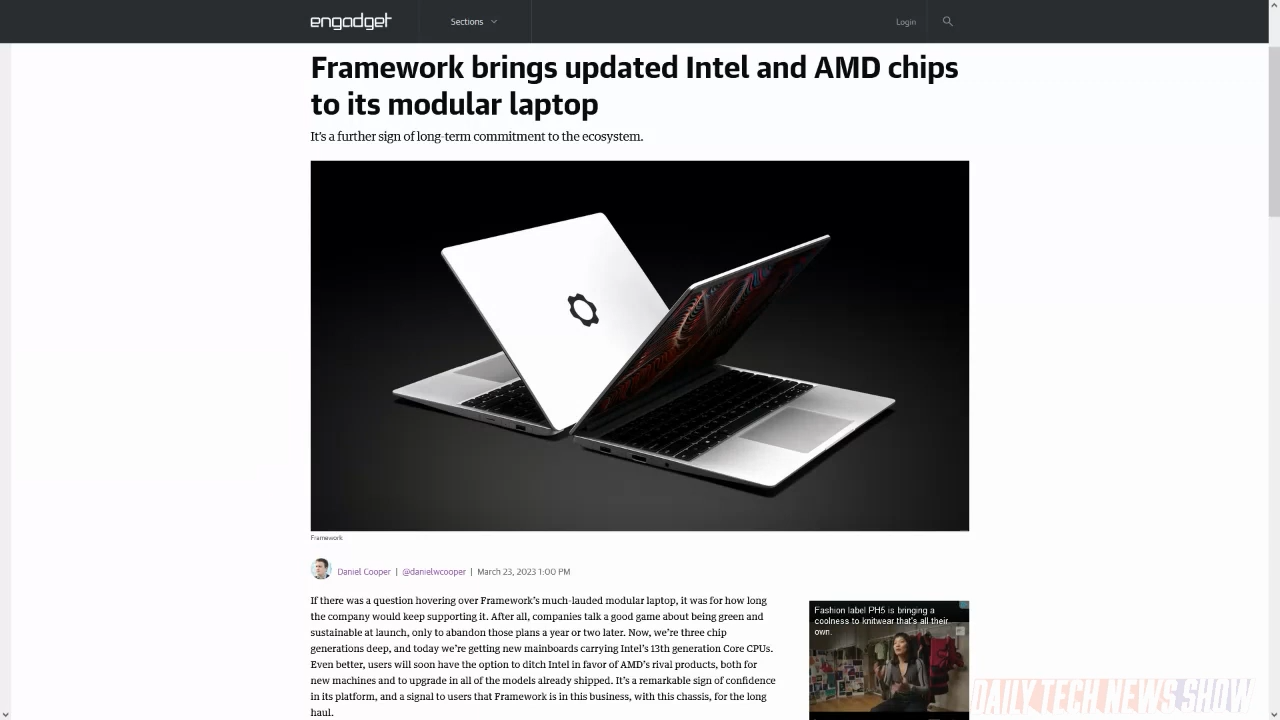 engadget
Sections
Login
Framework brings updated Intel and AMD chips
to its modular laptop
It's a further sign of long-term commitment to the ecosystem.
Framework
Daniel Cooper | @danielwcooper | March 23, 2023 1:00 PM
If there was a question hovering over Framework's much-lauded modular laptop, it was for how long
the company would keep supporting it. After all, companies talk a good game about being green and
sustainable at launch, only to abandon those plans a year or two later. Now, we're three chip
generations deep, and today we're getting new mainboards carrying Intel's 13th generation Core CPUs.
Even better, users will soon have the option to ditch Intel in favor of AMD's rival products, both for
new machines and to upgrade in all of the models already shipped. It's a remarkable sign of confidence
in its platform, and a signal to users that Framework is in this business, with this chassis, for the long
haul.
Fashion label PH5 is bringing a
coolness to knitwear that's all their
own.
DAILY TECH NEWS SHOW